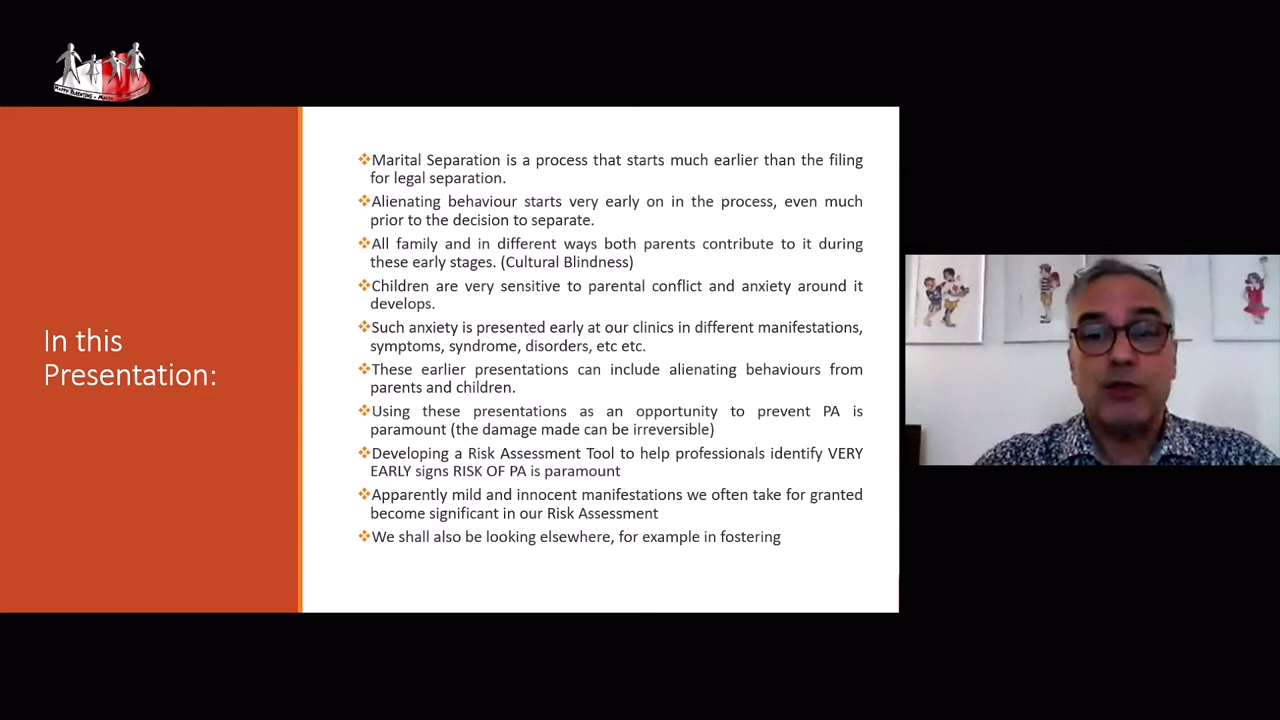 HAPPY PARENTING - MALTA
In this
Presentation:
❖Marital Separation is a process that starts much earlier than the filing
for legal separation.
❖Alienating behaviour starts very early on in the process, even much
prior to the decision to separate.
❖All family and in different ways both parents contribute to it during
these early stages. (Cultural Blindness)
❖Children are very sensitive to parental conflict and anxiety around it
develops.
❖Such anxiety is presented early at our clinics in different manifestations,
symptoms, syndrome, disorders, etc etc.
❖These earlier presentations can include alienating behaviours from
parents and children.
❖Using these presentations as an opportunity to prevent PA is
paramount (the damage made can be irreversible)
❖Developing a Risk Assessment Tool to help professionals identify VERY
EARLY signs RISK OF PA is paramount
❖Apparently mild and innocent manifestations we often take for granted
become significant in our Risk Assessment
❖We shall also be looking elsewhere, for example in fostering